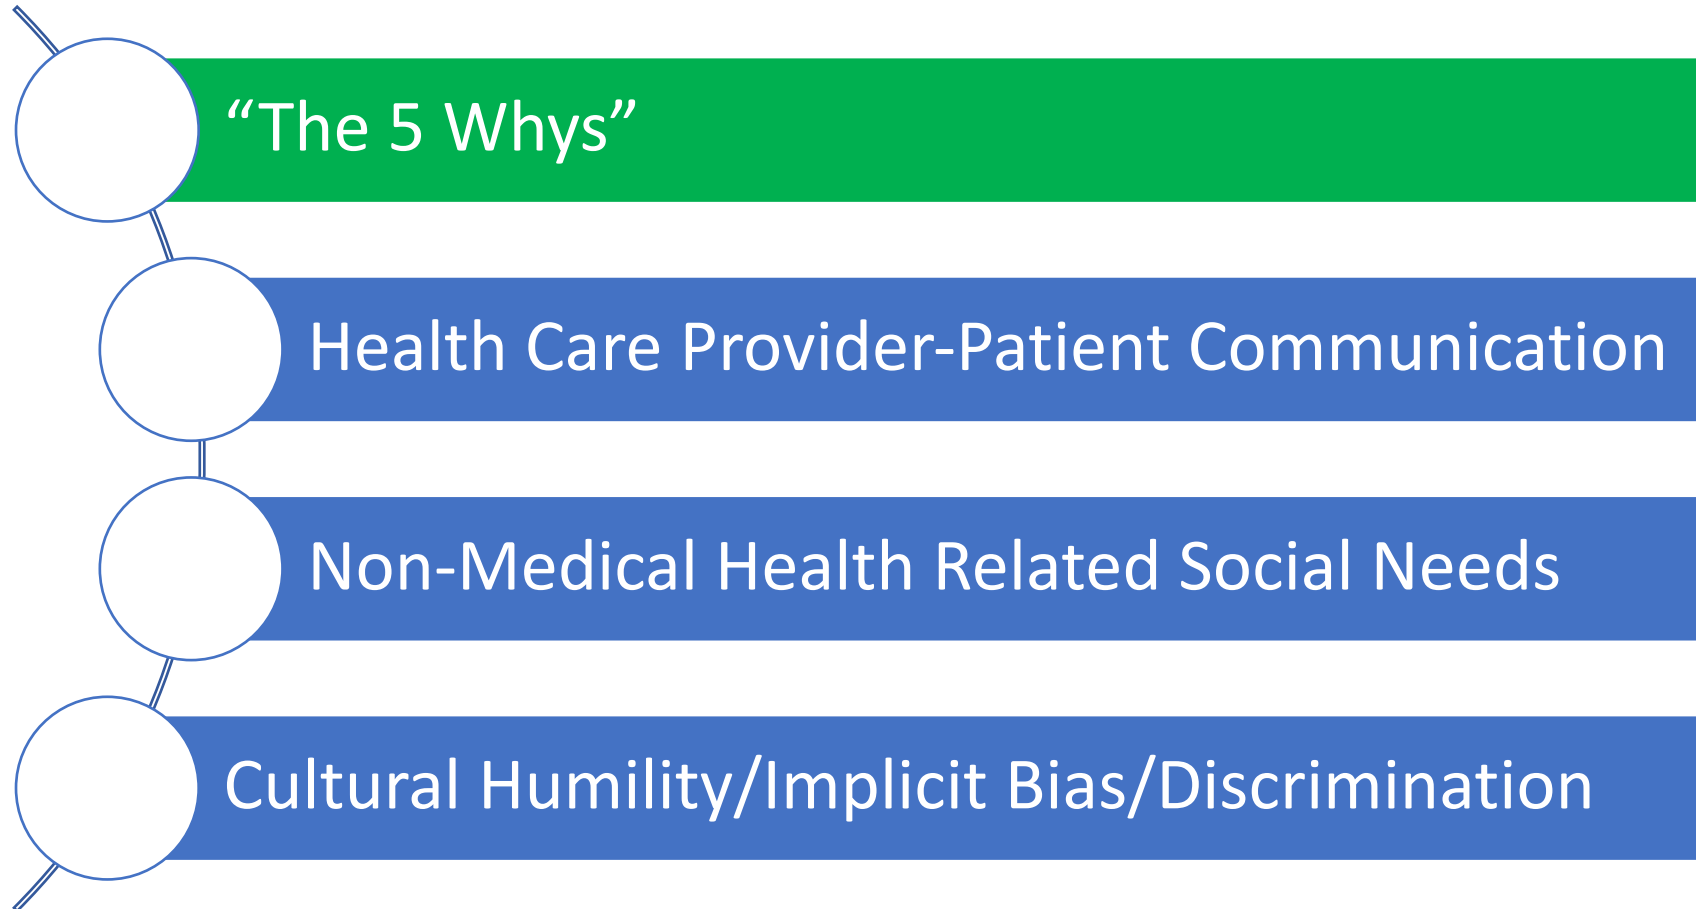 “The 5 Whys”
Health Care Provider-Patient Communication
Non-Medical Health Related Social Needs
Cultural Humility/Implicit Bias/Discrimination